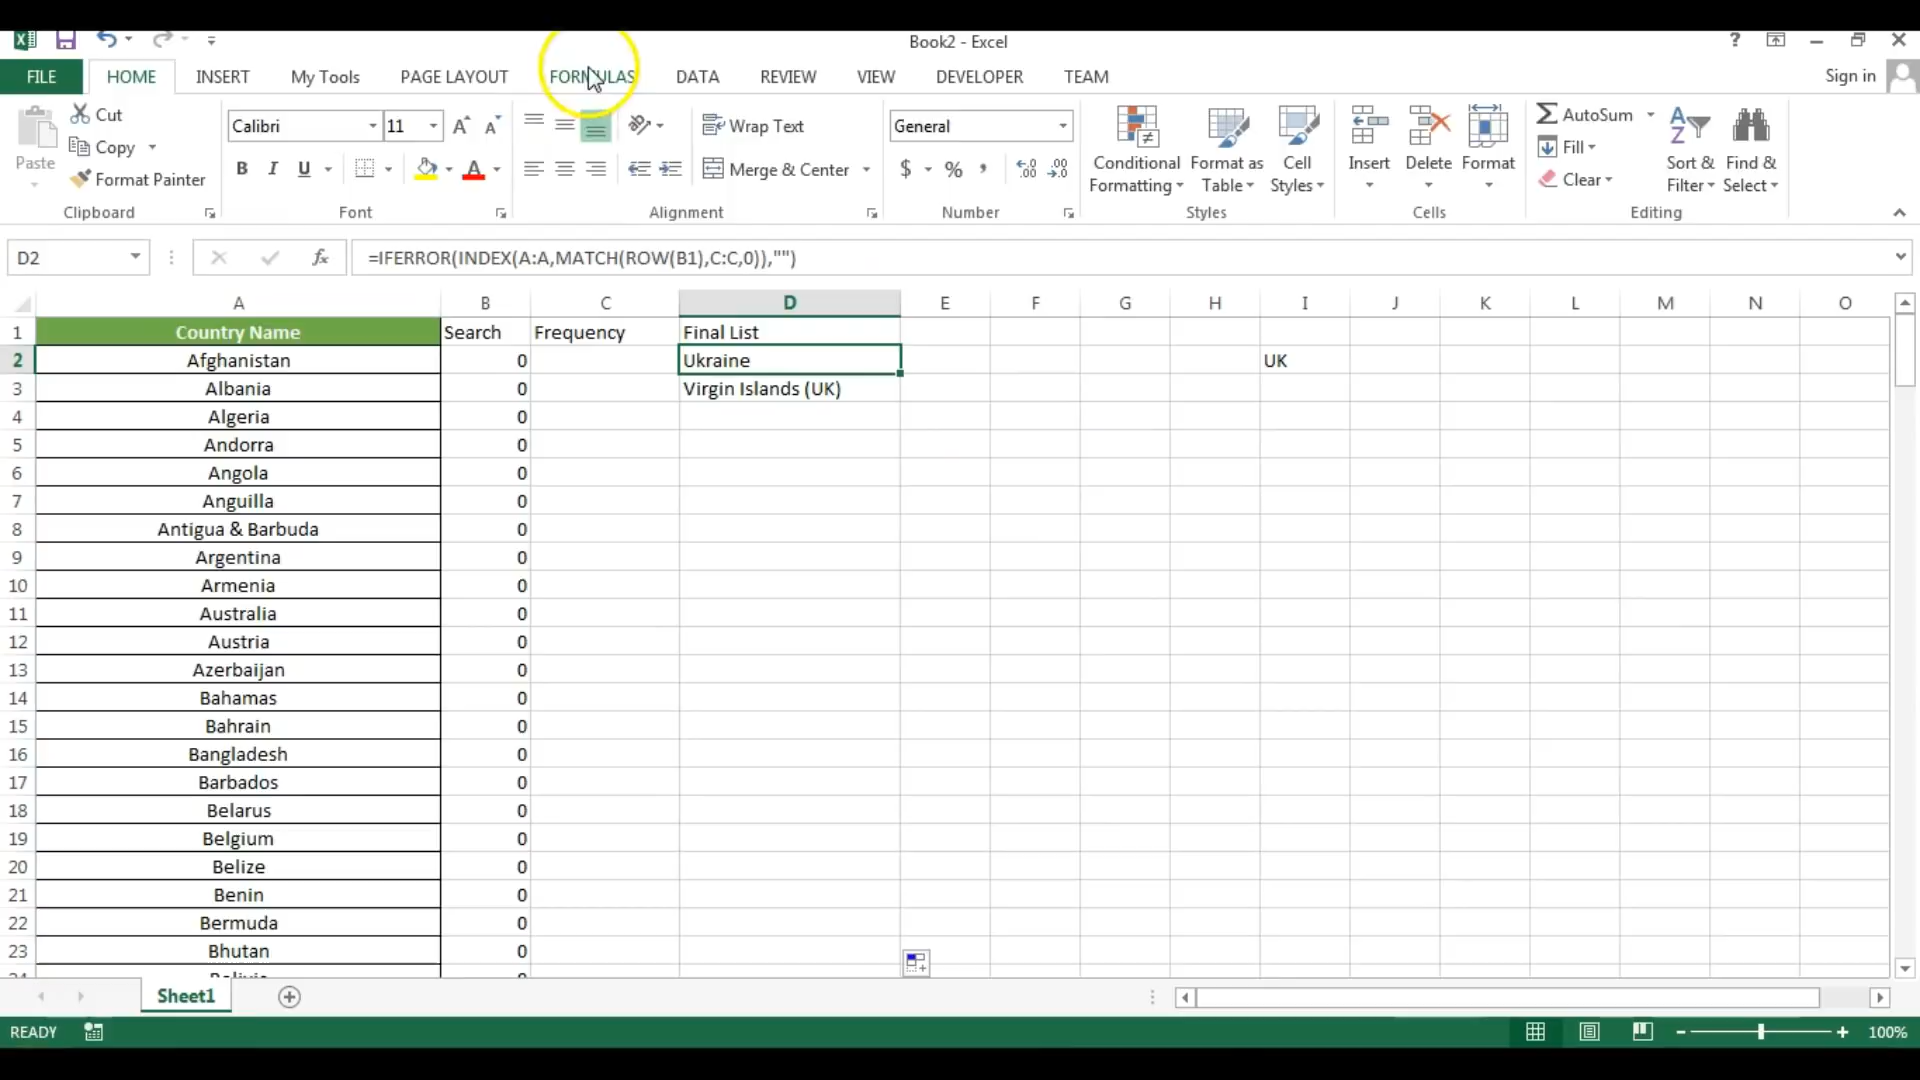 Book2 - Excel
?
FILE HOME INSERT My Tools PAGE LAYOUT FORMULAS DATA REVIEW VIEW DEVELOPER TEAM Sign in
Paste Cut Copy Format Painter
Clipboard
Calibri 11
B I U A
Font
Wrap Text
Merge & Center
Alignment
General
$ % ,
Number
Conditional Formatting Format as Table Cell Styles
Styles
Insert Delete Format
Cells
AutoSum Fill Clear
Sort & Filter Find & Select
Editing
D2 fx =IFERROR(INDEX(A:A,MATCH(ROW(B1),C:C,0)),"")
A B C D E F G H I J K L M N O
1 Country Name Search Frequency Final List
2 Afghanistan 0 Ukraine UK
3 Albania 0 Virgin Islands (UK)
4 Algeria 0
5 Andorra 0
6 Angola 0
7 Anguilla 0
8 Antigua & Barbuda 0
9 Argentina 0
10 Armenia 0
11 Australia 0
12 Austria 0
13 Azerbaijan 0
14 Bahamas 0
15 Bahrain 0
16 Bangladesh 0
17 Barbados 0
18 Belarus 0
19 Belgium 0
20 Belize 0
21 Benin 0
22 Bermuda 0
23 Bhutan 0
Sheet1
READY 100%